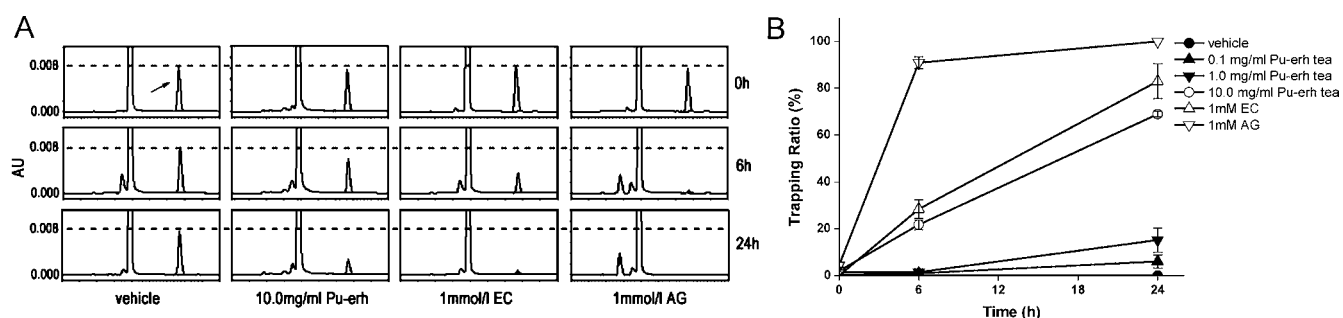 A
AU
0.008
0.000
0h
0.008
0.000
6h
0.008
0.000
24h
vehicle
10.0mg/ml Pu-erh
1mmol/l EC
1mmol/l AG
B
Trapping Ratio (%)
100
80
60
40
20
0
0
6
12
18
24
Time (h)
vehicle
0.1 mg/ml Pu-erh tea
1.0 mg/ml Pu-erh tea
10.0 mg/ml Pu-erh tea
1mM EC
1mM AG